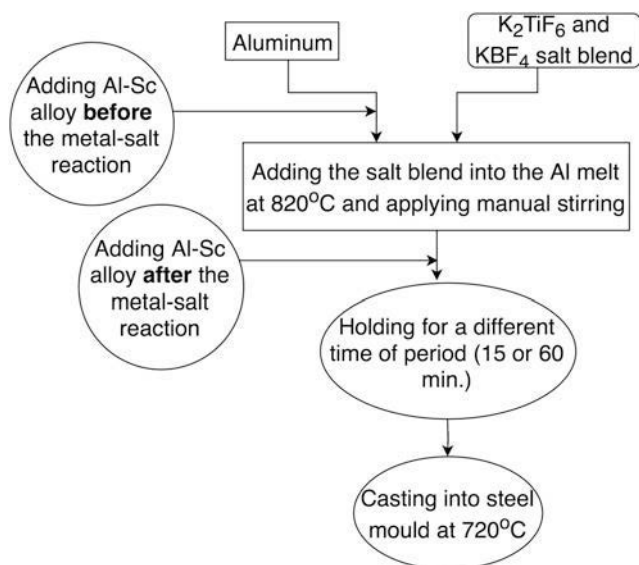 Aluminum
K₂TiF₆ and
KBF₄ salt blend
Adding Al-Sc
alloy before
the metal-salt
reaction
Adding the salt blend into the Al melt
at 820°C and applying manual stirring
Adding Al-Sc
alloy after the
metal-salt
reaction
Holding for a different
time of period (15 or 60
min.)
Casting into steel
mould at 720°C